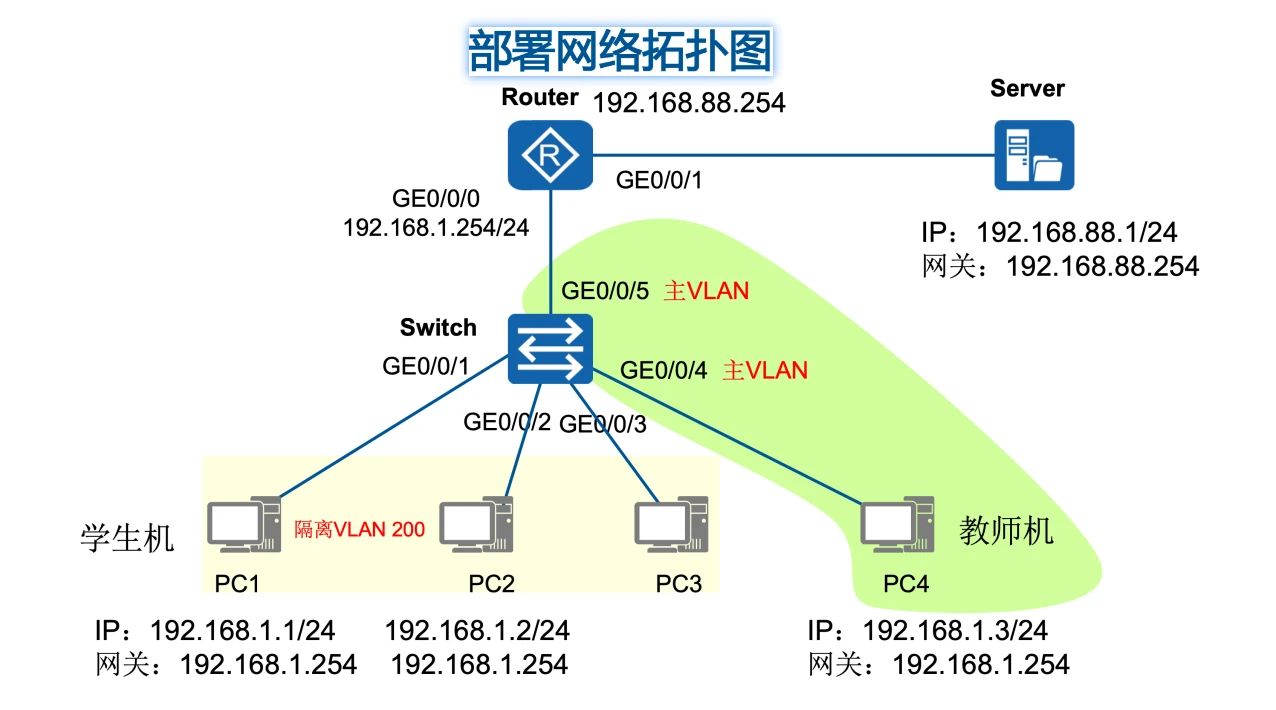 部署网络拓扑图
Router
192.168.88.254
Server
R
GE0/0/1
GE0/0/0
192.168.1.254/24
IP：192.168.88.1/24
网关：192.168.88.254
GE0/0/5 主VLAN
Switch
GE0/0/1
GE0/0/4 主VLAN
GE0/0/2
GE0/0/3
学生机
隔离VLAN 200
教师机
PC1
PC2
PC3
PC4
IP：192.168.1.1/24
192.168.1.2/24
IP：192.168.1.3/24
网关：192.168.1.254
192.168.1.254
网关：192.168.1.254